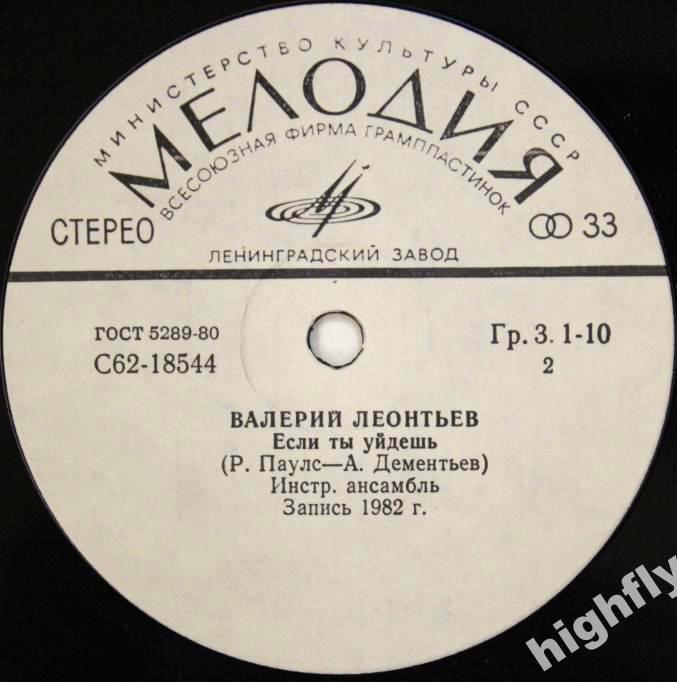 МИНИСТЕРСТВО КУЛЬТУРЫ СССР
МЕЛОДИЯ
ВСЕСОЮЗНАЯ ФИРМА ГРАМПЛАСТИНОК
СТЕРЕО
33
ЛЕНИНГРАДСКИЙ ЗАВОД
ГОСТ 5289-80
Гр. 3. 1-10
С62-18544
2
ВАЛЕРИЙ ЛЕОНТЬЕВ
Если ты уйдешь
(Р. Паулс—А. Дементьев)
Инстр. ансамбль
Запись 1982 г.
highfly